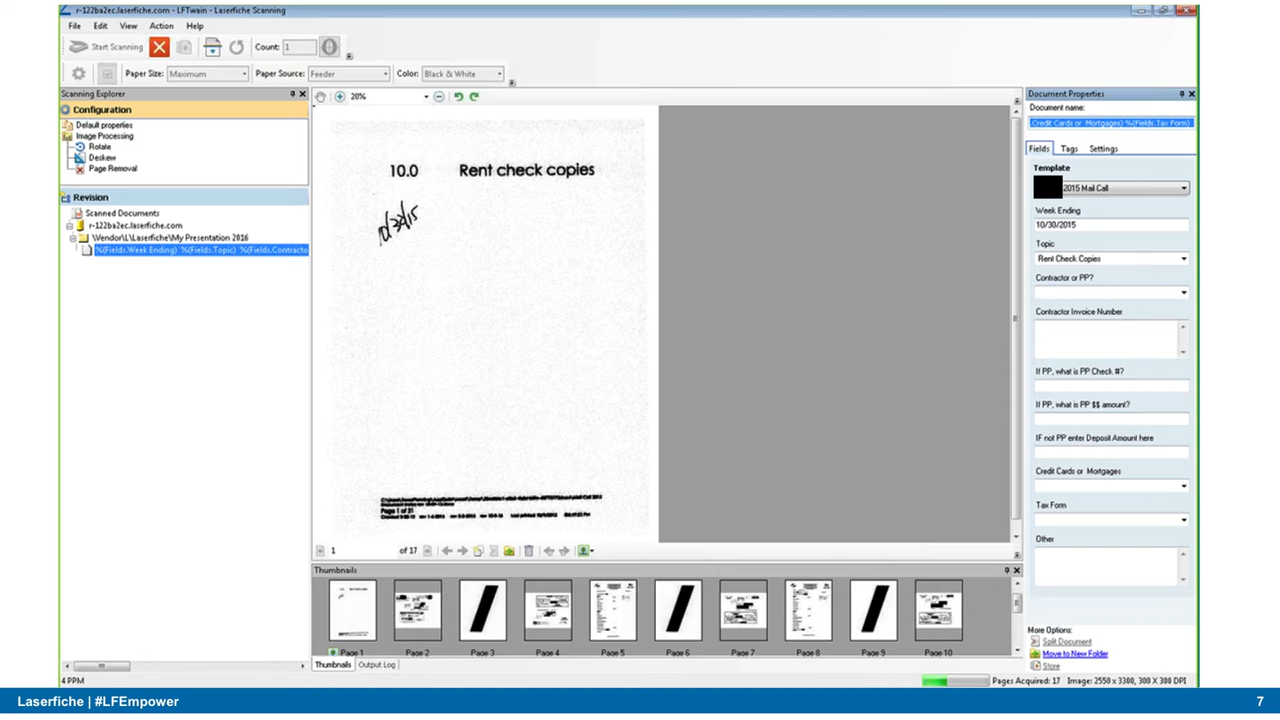 r-122ba2ec.laserfiche.com - LFTwain - Laserfiche Scanning
File Edit View Action Help
Start Scanning Count: 1
Paper Size: Maximum Paper Source: Feeder Color: Black & White
Scanning Explorer
Configuration
Default properties
Image Processing
Rotate
Deskew
Page Removal
Revision
Scanned Documents
r-122ba2ec.laserfiche.com
\Vendor\L\Laserfiche\My Presentation 2016
%(Fields.Week Ending) %(Fields.Topic) %(Fields.Contracto
4 PPM
20%
10.0 Rent check copies
Page 1 of 21
1 of 17
Thumbnails
Page 1 Page 2 Page 3 Page 4 Page 5 Page 6 Page 7 Page 8 Page 9 Page 10
Thumbnails Output Log
Document Properties
Document name:
Credit Cards or Mortgages) %(Fields.Tax Form)
Fields Tags Settings
Template
2015 Mail Call
Week Ending
10/30/2015
Topic
Rent Check Copies
Contractor or PP?
Contractor Invoice Number
If PP, what is PP Check #?
If PP, what is PP $$ amount?
IF not PP enter Deposit Amount here
Credit Cards or Mortgages
Tax Form
Other
More Options:
Split Document
Move to New Folder
Store
Pages Acquired: 17 Image: 2550 x 3300, 300 X 300 DPI
Laserfiche | #LFEmpower
7